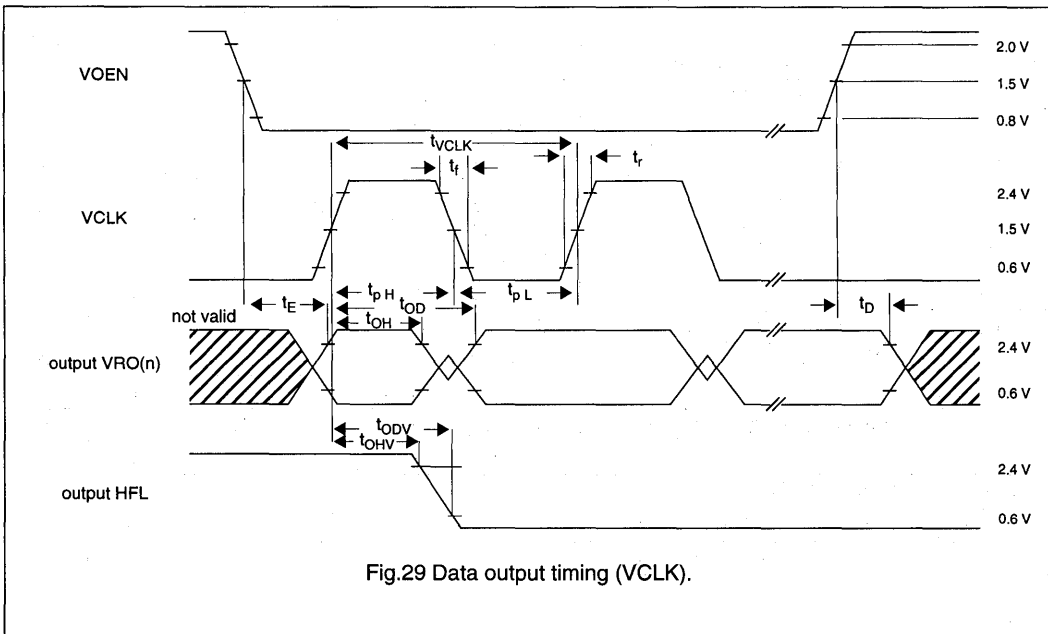 VOEN
2.0 V
1.5 V
0.8 V
tVCLK
tf
tr
VCLK
2.4 V
1.5 V
0.6 V
tE
tp H
tp L
tOD
tOH
tD
not valid
output VRO(n)
2.4 V
0.6 V
tODV
tOHV
output HFL
2.4 V
0.6 V
Fig.29 Data output timing (VCLK).